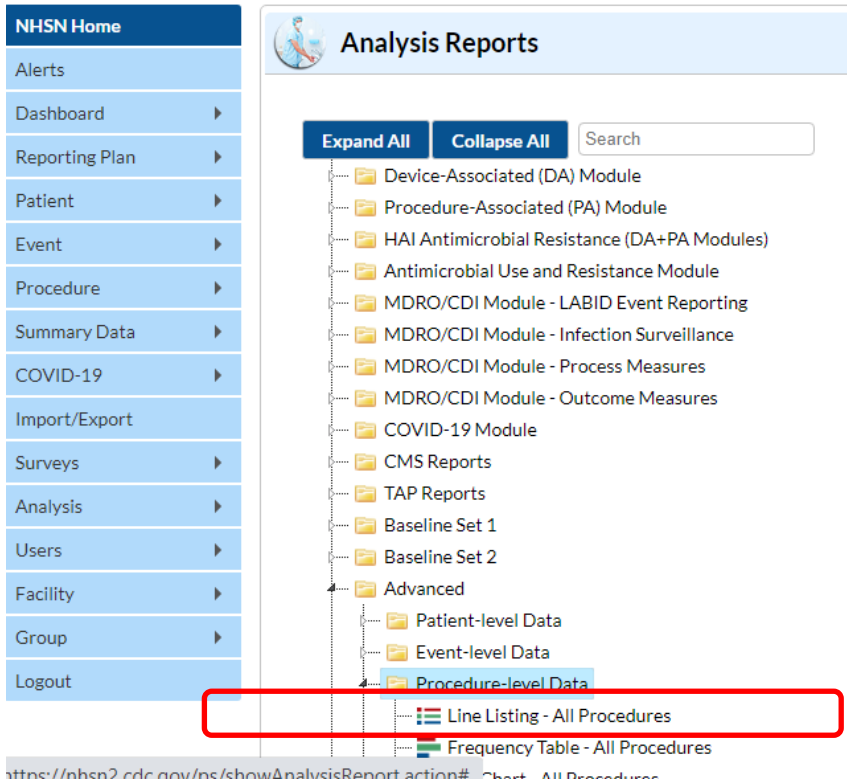 NHSN Home
Alerts
Dashboard
Reporting Plan
Patient
Event
Procedure
Summary Data
COVID-19
Import/Export
Surveys
Analysis
Users
Facility
Group
Logout
Analysis Reports
Expand All Collapse All Search
Device-Associated (DA) Module
Procedure-Associated (PA) Module
HAI Antimicrobial Resistance (DA+PA Modules)
Antimicrobial Use and Resistance Module
MDRO/CDI Module - LABID Event Reporting
MDRO/CDI Module - Infection Surveillance
MDRO/CDI Module - Process Measures
MDRO/CDI Module - Outcome Measures
COVID-19 Module
CMS Reports
TAP Reports
Baseline Set 1
Baseline Set 2
Advanced
Patient-level Data
Event-level Data
Procedure-level Data
Line Listing - All Procedures
Frequency Table - All Procedures
Chart - All Procedures
https://nhsn2.cdc.gov/ps/showAnalysisReport.action#